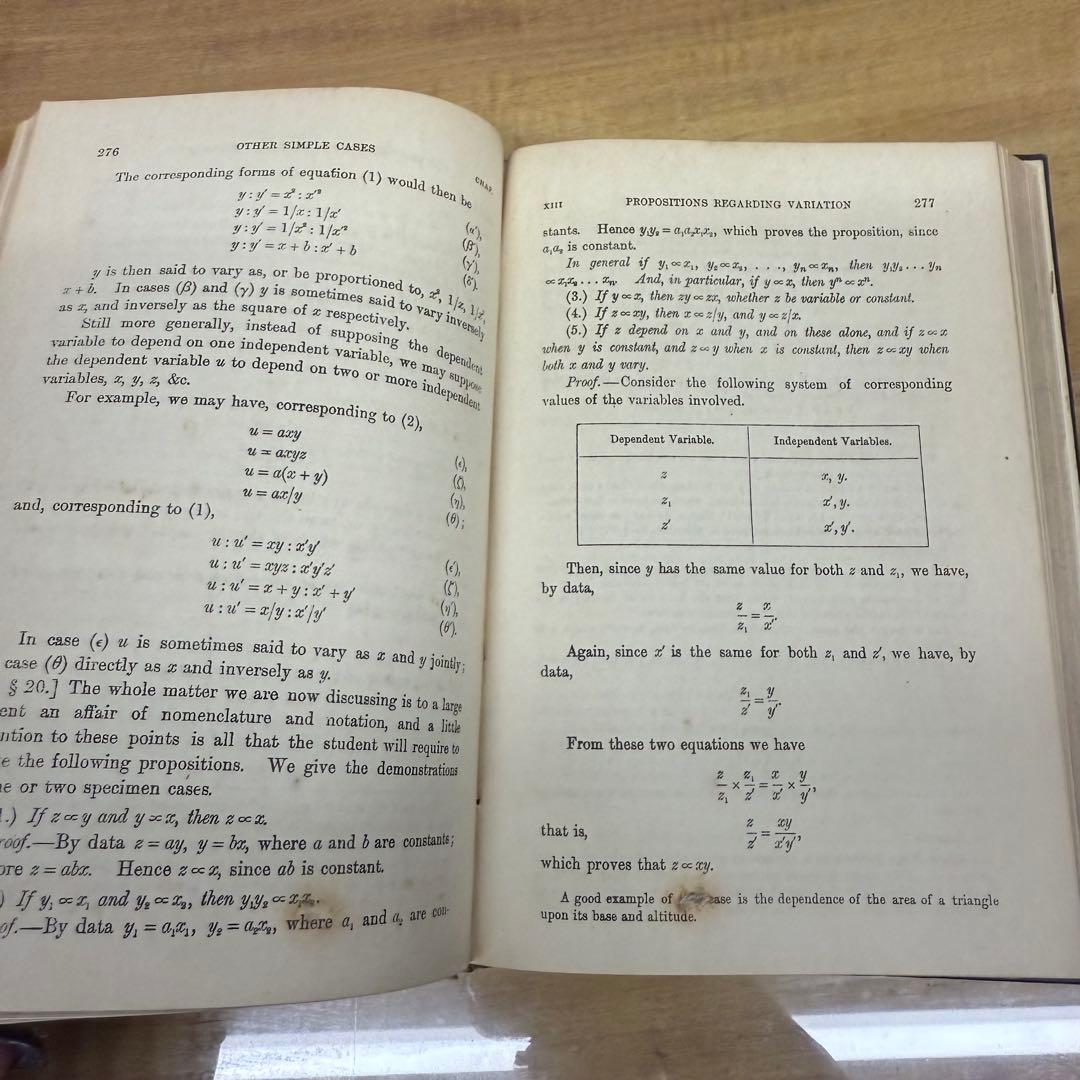 276
OTHER SIMPLE CASES
CHAP.
The corresponding forms of equation (1) would then be
y : y′ = x² : x′² (α′),
y : y′ = 1/x : 1/x′ (β′),
y : y′ = 1/x² : 1/x′² (γ′),
y : y′ = x + b : x′ + b (δ′).
y is then said to vary as, or be proportioned to, x², 1/x, 1/x²,
x + b. In cases (β) and (γ) y is sometimes said to vary inversely
as x, and inversely as the square of x respectively.
Still more generally, instead of supposing the dependent
variable to depend on one independent variable, we may suppose
the dependent variable u to depend on two or more independent
variables, x, y, z, &c.
For example, we may have, corresponding to (2),
u = axy (ε),
u = axyz (ζ),
u = a(x + y) (η),
u = ax/y (θ);
and, corresponding to (1),
u : u′ = xy : x′y′ (ε′),
u : u′ = xyz : x′y′z′ (ζ′),
u : u′ = x + y : x′ + y′ (η′),
u : u′ = x/y : x′/y′ (θ′).
In case (ε) u is sometimes said to vary as x and y jointly;
case (θ) directly as x and inversely as y.
§ 20.] The whole matter we are now discussing is to a large
ent an affair of nomenclature and notation, and a little
ntion to these points is all that the student will require to
e the following propositions. We give the demonstrations
ne or two specimen cases.
.) If z ∝ y and y ∝ x, then z ∝ x.
roof.—By data z = ay, y = bx, where a and b are constants;
ore z = abx. Hence z ∝ x, since ab is constant.
) If y₁ ∝ x₁ and y₂ ∝ x₂, then y₁y₂ ∝ x₁x₂.
of.—By data y₁ = a₁x₁, y₂ = a₂x₂, where a₁ and a₂ are con-
XIII
PROPOSITIONS REGARDING VARIATION
277
stants. Hence y₁y₂ = a₁a₂x₁x₂, which proves the proposition, since
a₁a₂ is constant.
In general if y₁ ∝ x₁, y₂ ∝ x₂, . . ., yₙ ∝ xₙ, then y₁y₂ . . . yₙ
∝ x₁x₂ . . . xₙ. And, in particular, if y ∝ x, then yⁿ ∝ xⁿ.
(3.) If y ∝ x, then zy ∝ zx, whether z be variable or constant.
(4.) If z ∝ xy, then x ∝ z/y, and y ∝ z/x.
(5.) If z depend on x and y, and on these alone, and if z ∝ x
when y is constant, and z ∝ y when x is constant, then z ∝ xy when
both x and y vary.
Proof.—Consider the following system of corresponding
values of the variables involved.
Dependent Variable. Independent Variables.
z x, y.
z₁ x′, y.
z′ x′, y′.
Then, since y has the same value for both z and z₁, we have,
by data,
z/z₁ = x/x′.
Again, since x′ is the same for both z₁ and z′, we have, by
data,
z₁/z′ = y/y′.
From these two equations we have
z/z₁ × z₁/z′ = x/x′ × y/y′,
that is,
z/z′ = xy/x′y′,
which proves that z ∝ xy.
A good example of case is the dependence of the area of a triangle
upon its base and altitude.